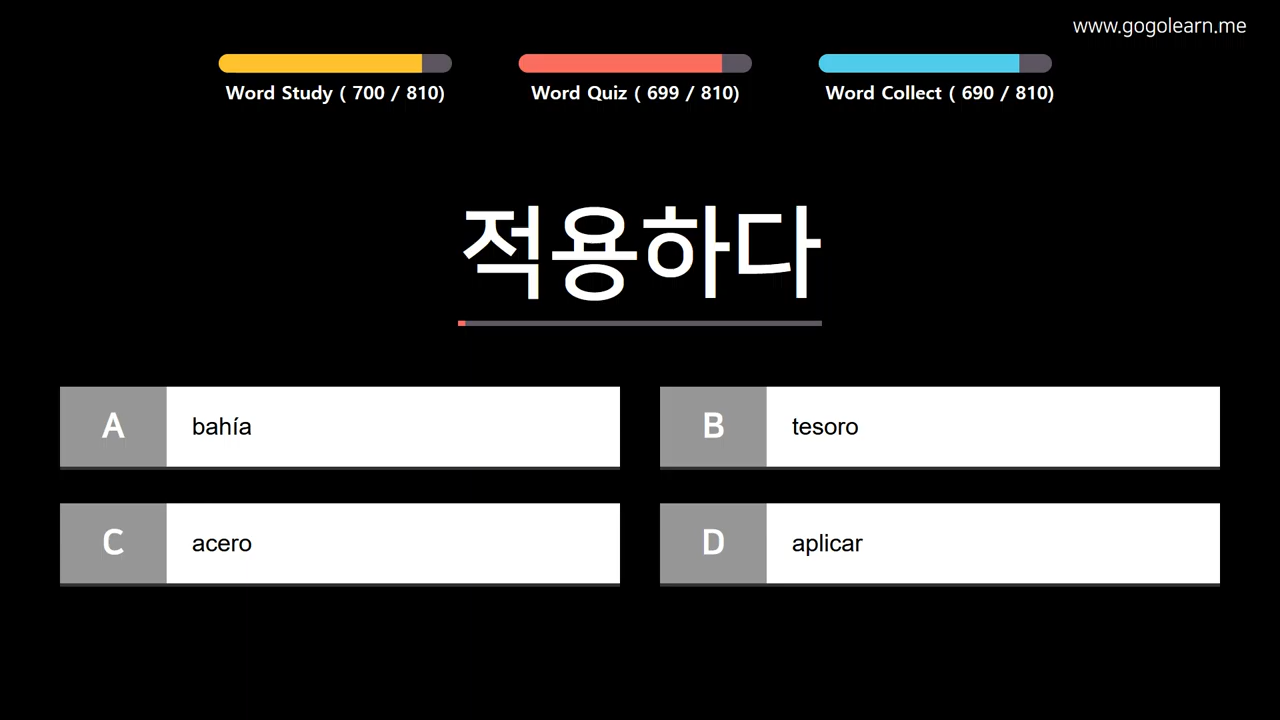 www.gogolearn.me
Word Study ( 700 / 810)
Word Quiz ( 699 / 810)
Word Collect ( 690 / 810)
적용하다
A bahía
B tesoro
C acero
D aplicar